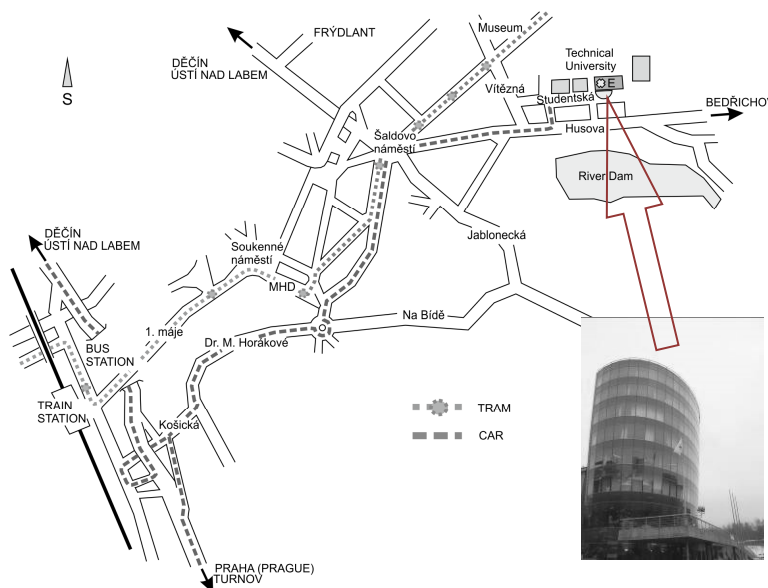 Museum
FRÝDLANT
DĚČÍN
ÚSTÍ NAD LABEM
Technical
University
E
Vítězná
Studentská
BEDŘICHOV
Husova
S
Šaldovo
náměstí
River Dam
DĚČÍN
ÚSTÍ NAD LABEM
Soukenné
náměstí
Jablonecká
MHD
Na Bídě
1. máje
Dr. M. Horákové
BUS
STATION
TRAIN
STATION
TRAM
Košická
CAR
PRAHA (PRAGUE)
TURNOV